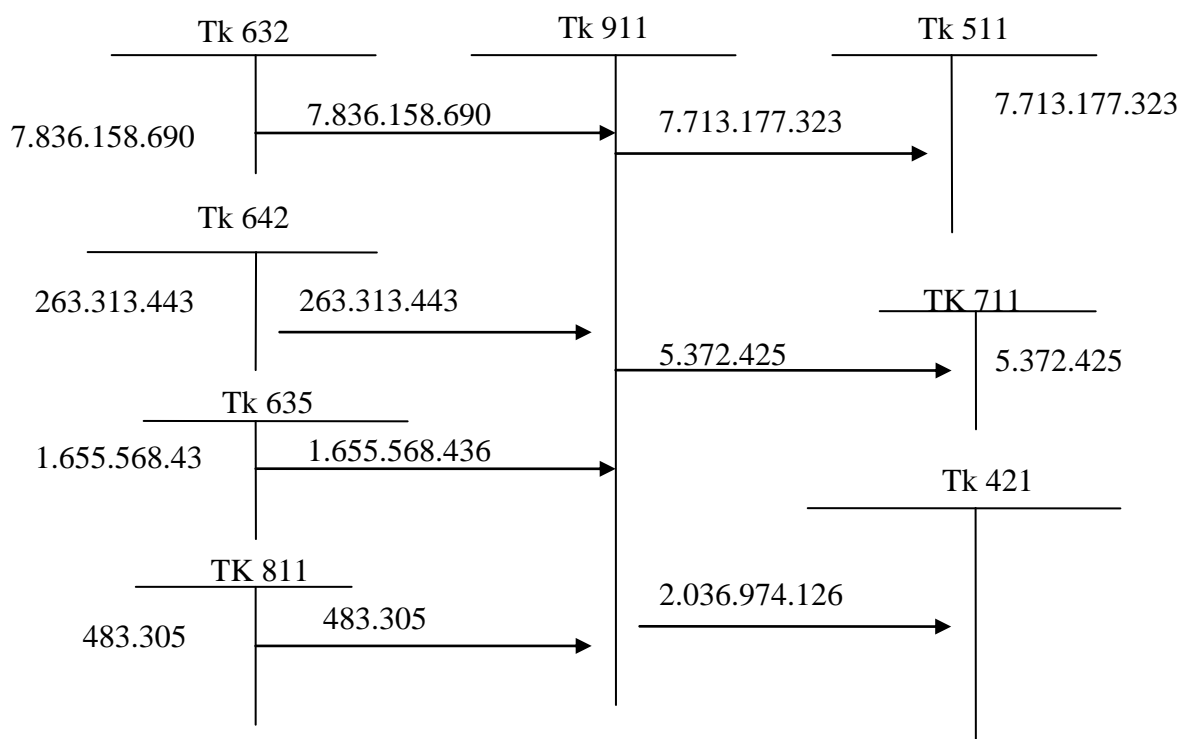 Tk 632
Tk 911
Tk 511
7.836.158.690
7.836.158.690
7.713.177.323
7.713.177.323
Tk 642
263.313.443
263.313.443
TK 711
5.372.425
5.372.425
Tk 635
1.655.568.43
1.655.568.436
Tk 421
TK 811
483.305
483.305
2.036.974.126